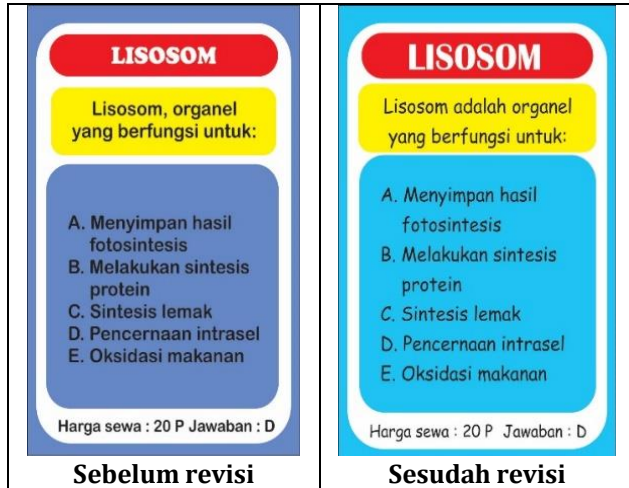 LISOSOM
Lisosom, organel
yang berfungsi untuk:
A. Menyimpan hasil
fotosintesis
B. Melakukan sintesis
protein
C. Sintesis lemak
D. Pencernaan intrasel
E. Oksidasi makanan
Harga sewa : 20 P Jawaban : D
Sebelum revisi
LISOSOM
Lisosom adalah organel
yang berfungsi untuk:
A. Menyimpan hasil
fotosintesis
B. Melakukan sintesis
protein
C. Sintesis lemak
D. Pencernaan intrasel
E. Oksidasi makanan
Harga sewa : 20 P Jawaban : D
Sesudah revisi